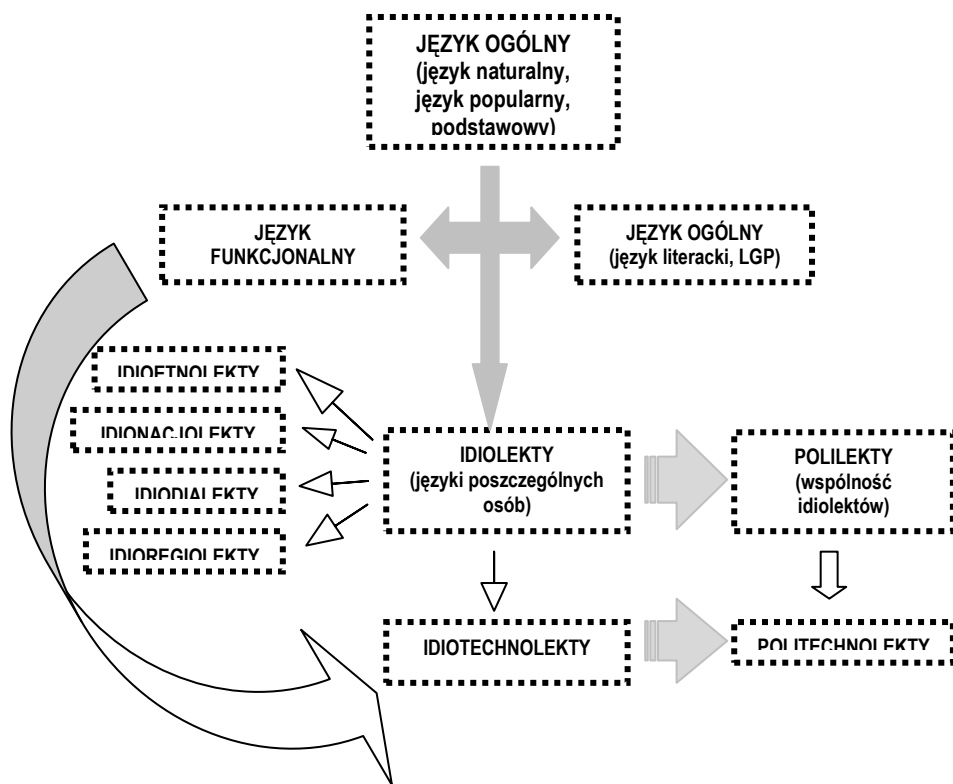 JĘZYK OGÓLNY
(język naturalny,
język popularny,
podstawowy)
JĘZYK
FUNKCJONALNY
JĘZYK OGÓLNY
(język literacki, LGP)
IDIOETNOLEKTY
IDIONACJOLEKTY
IDIODIALEKTY
IDIOREGIOLEKTY
IDIOLEKTY
(języki poszczególnych
osób)
POLILEKTY
(wspólność
idiolektów)
IDIOTECHNOLEKTY
POLITECHNOLEKTY